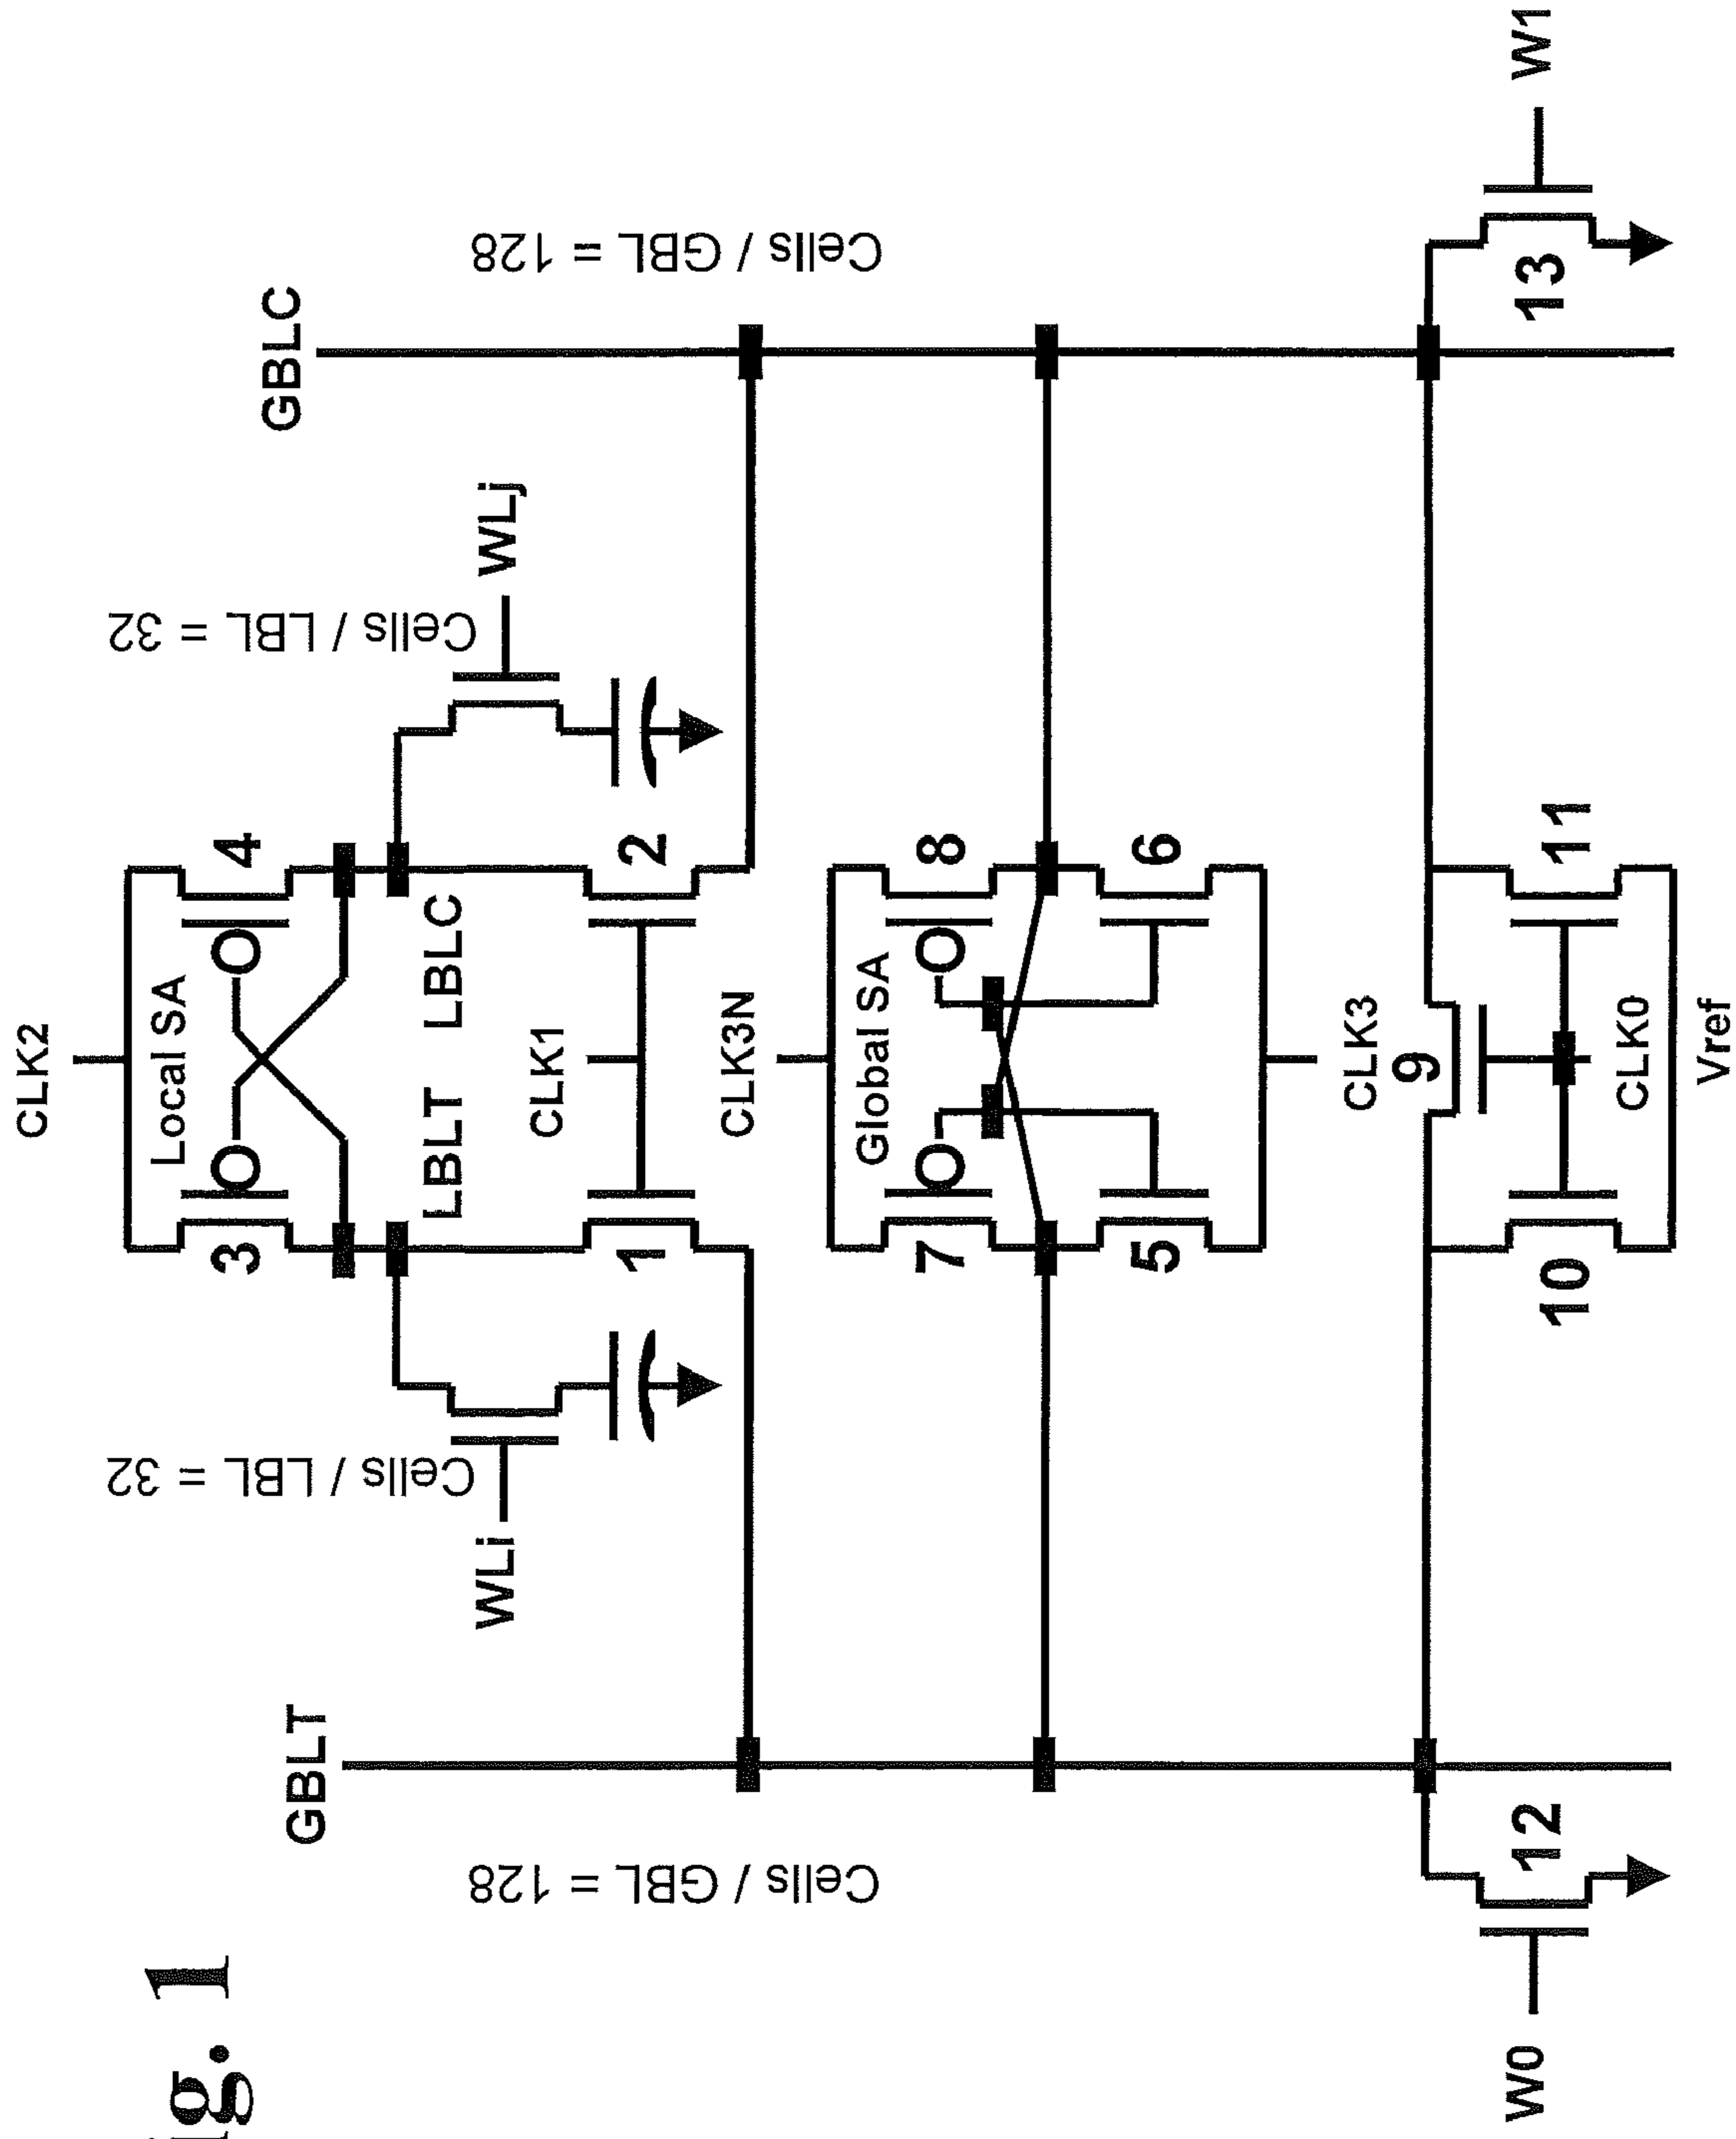 CLK2
Local SA
3
4
LBLT LBLC
Cells / LBL = 32
WLi
Cells / LBL = 32
WLj
1
CLK1
2
GBLT
Cells / GBL = 128
GBLC
Cells / GBL = 128
CLK3N
Global SA
7
8
5
6
CLK3
9
10
11
CLK0
Vref
W0
12
13
W1
ig. 1